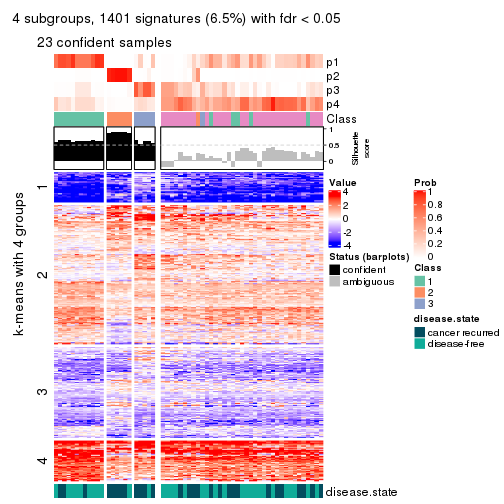 4 subgroups, 1401 signatures (6.5%) with fdr < 0.05
23 confident samples
p1
p2
p3
p4
Class
1
0.5
0
Silhouette
score
k-means with 4 groups
1
2
3
4
disease.state
Value
4
2
0
-2
-4
Status (barplots)
confident
ambiguous
Prob
1
0.8
0.6
0.4
0.2
0
Class
1
2
3
disease.state
cancer recurred
disease-free